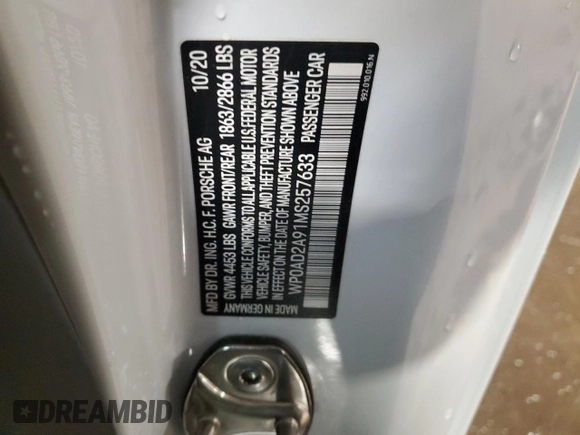 MFD BY DR. ING. H.C. F. PORSCHE AG 10/20
GVWR 4453 LBS GAWR FRONT/REAR 1863/2866 LBS
THIS VEHICLE CONFORMS TO ALL APPLICABLE U.S. FEDERAL MOTOR
VEHICLE SAFETY, BUMPER, AND THEFT PREVENTION STANDARDS
IN EFFECT ON THE DATE OF MANUFACTURE SHOWN ABOVE
WP0AD2A91MS257633 PASSENGER CAR
MADE IN GERMANY
992.010.016.N
DREAMBID